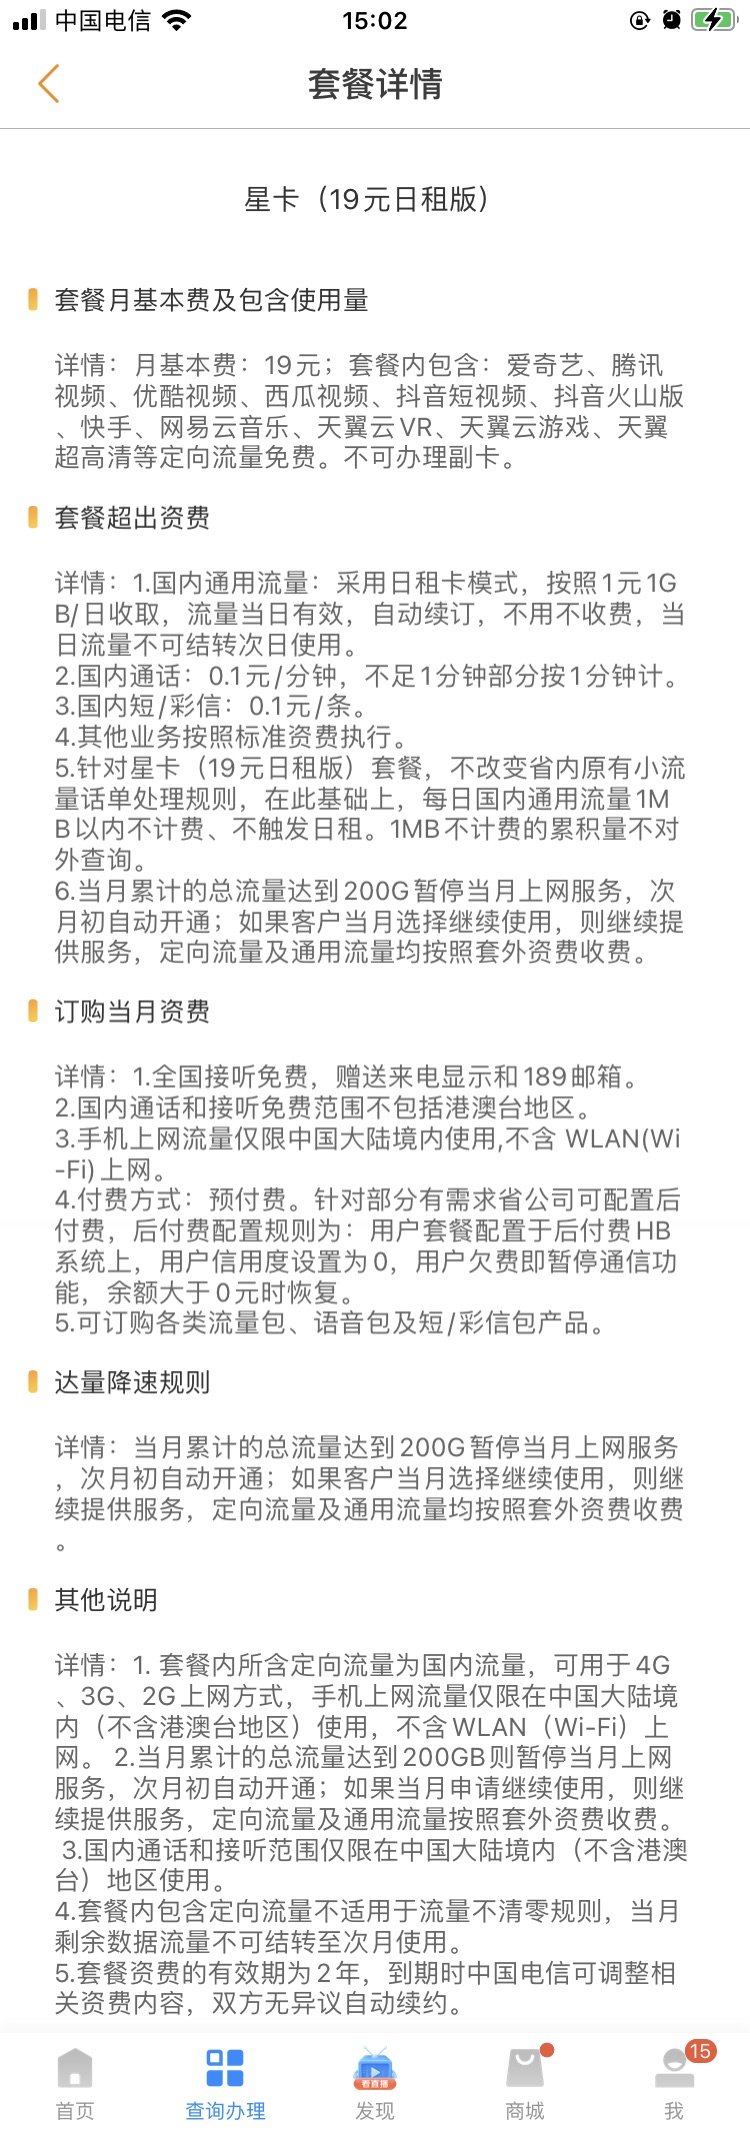 中国电信
15:02
套餐详情
星卡（19元日租版）
套餐月基本费及包含使用量
详情：月基本费：19元；套餐内包含：爱奇艺、腾讯
视频、优酷视频、西瓜视频、抖音短视频、抖音火山版
、快手、网易云音乐、天翼云VR、天翼云游戏、天翼
超高清等定向流量免费。不可办理副卡。
套餐超出资费
详情：1.国内通用流量：采用日租卡模式，按照1元1G
B/日收取，流量当日有效，自动续订，不用不收费，当
日流量不可结转次日使用。
2.国内通话：0.1元/分钟，不足1分钟部分按1分钟计。
3.国内短/彩信：0.1元/条。
4.其他业务按照标准资费执行。
5.针对星卡（19元日租版）套餐，不改变省内原有小流
量话单处理规则，在此基础上，每日国内通用流量1M
B以内不计费、不触发日租。1MB不计费的累积量不对
外查询。
6.当月累计的总流量达到200G暂停当月上网服务，次
月初自动开通；如果客户当月选择继续使用，则继续提
供服务，定向流量及通用流量均按照套外资费收费。
订购当月资费
详情：1.全国接听免费，赠送来电显示和189邮箱。
2.国内通话和接听免费范围不包括港澳台地区。
3.手机上网流量仅限中国大陆境内使用,不含 WLAN(Wi
-Fi)上网。
4.付费方式：预付费。针对部分有需求省公司可配置后
付费，后付费配置规则为：用户套餐配置于后付费HB
系统上，用户信用度设置为0，用户欠费即暂停通信功
能，余额大于0元时恢复。
5.可订购各类流量包、语音包及短/彩信包产品。
达量降速规则
详情：当月累计的总流量达到200G暂停当月上网服务
，次月初自动开通；如果客户当月选择继续使用，则继
续提供服务，定向流量及通用流量均按照套外资费收费
。
其他说明
详情：1. 套餐内所含定向流量为国内流量，可用于4G
、3G、2G上网方式，手机上网流量仅限在中国大陆境
内（不含港澳台地区）使用，不含WLAN（Wi-Fi）上
网。 2.当月累计的总流量达到200GB则暂停当月上网
服务，次月初自动开通；如果当月申请继续使用，则继
续提供服务，定向流量及通用流量按照套外资费收费。
3.国内通话和接听范围仅限在中国大陆境内（不含港澳
台）地区使用。
4.套餐内包含定向流量不适用于流量不清零规则，当月
剩余数据流量不可结转至次月使用。
5.套餐资费的有效期为2年，到期时中国电信可调整相
关资费内容，双方无异议自动续约。
看直播
15
首页
查询办理
发现
商城
我